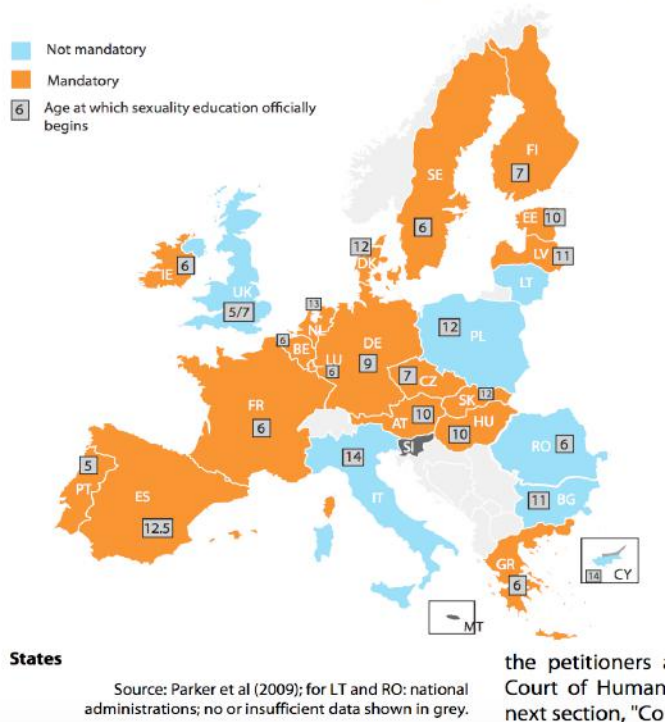 Not mandatory
Mandatory
6 Age at which sexuality education officially
begins
FI
7
SE
6
EE 10
LV 11
LT
12
DK
IE 6
UK
5/7
13
NL
6
BE
DE
9
LU
6
12
PL
7
CZ
12
SK
AT 10
HU
10
FR
6
SI
14
IT
RO 6
11 BG
5
PT
ES
12.5
GR
6
14 CY
MT
States
Source: Parker et al (2009); for LT and RO: national
administrations; no or insufficient data shown in grey.
the petitioners a
Court of Human
next section, "Co